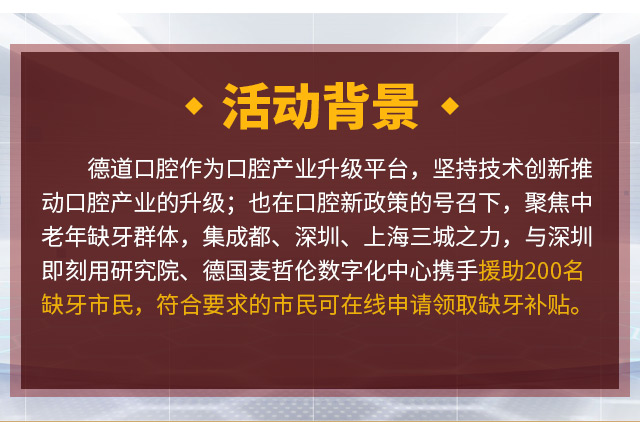 活动背景
德道口腔作为口腔产业升级平台，坚持技术创新推
动口腔产业的升级；也在口腔新政策的号召下，聚焦中
老年缺牙群体，集成都、深圳、上海三城之力，与深圳
即刻用研究院、德国麦哲伦数字化中心携手援助200名
缺牙市民，符合要求的市民可在线申请领取缺牙补贴。